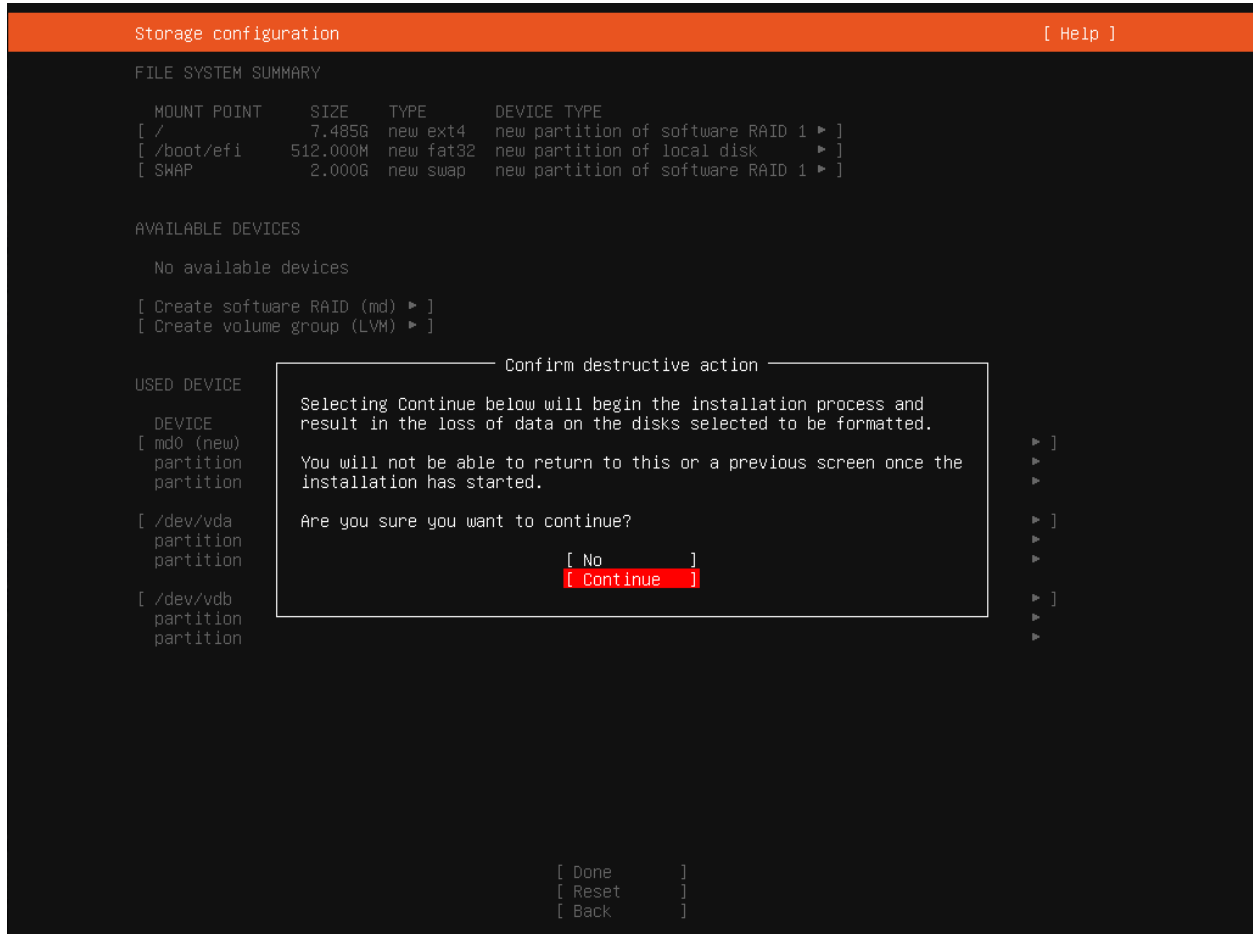 Storage configuration [ Help ]
FILE SYSTEM SUMMARY
MOUNT POINT SIZE TYPE DEVICE TYPE
[ / 7.485G new ext4 new partition of software RAID 1 ▸ ]
[ /boot/efi 512.000M new fat32 new partition of local disk ▸ ]
[ SWAP 2.000G new swap new partition of software RAID 1 ▸ ]
AVAILABLE DEVICES
No available devices
[ Create software RAID (md) ▸ ]
[ Create volume group (LVM) ▸ ]
USED DEVICE
DEVICE
[ md0 (new) ▸ ]
partition ▸
partition ▸
[ /dev/vda ▸ ]
partition ▸
partition ▸
[ /dev/vdb ▸ ]
partition ▸
partition ▸
Confirm destructive action
Selecting Continue below will begin the installation process and
result in the loss of data on the disks selected to be formatted.
You will not be able to return to this or a previous screen once the
installation has started.
Are you sure you want to continue?
[ No ]
[ Continue ]
[ Done ]
[ Reset ]
[ Back ]